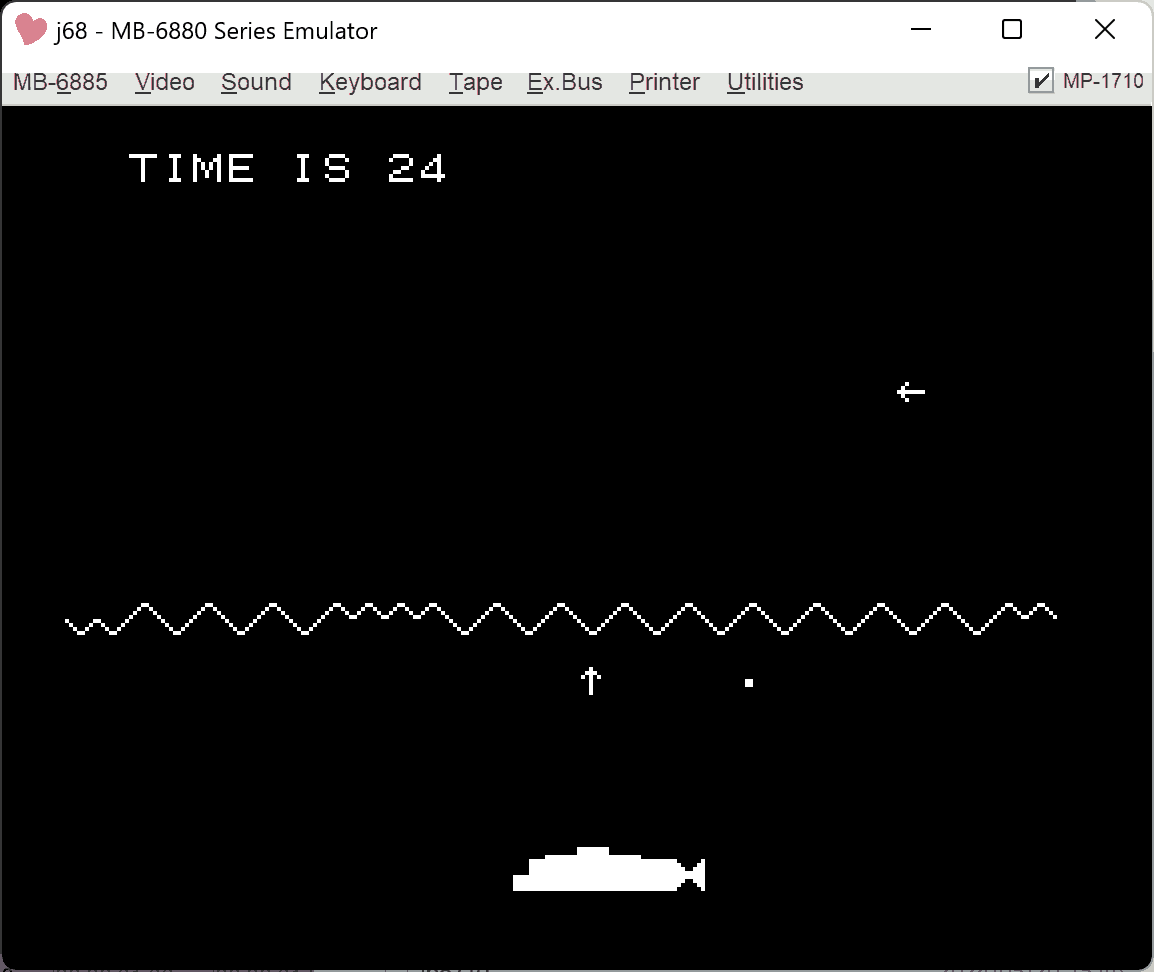 j68 - MB-6880 Series Emulator
MB-6885 Video Sound Keyboard Tape Ex.Bus Printer Utilities MP-1710
TIME IS 24